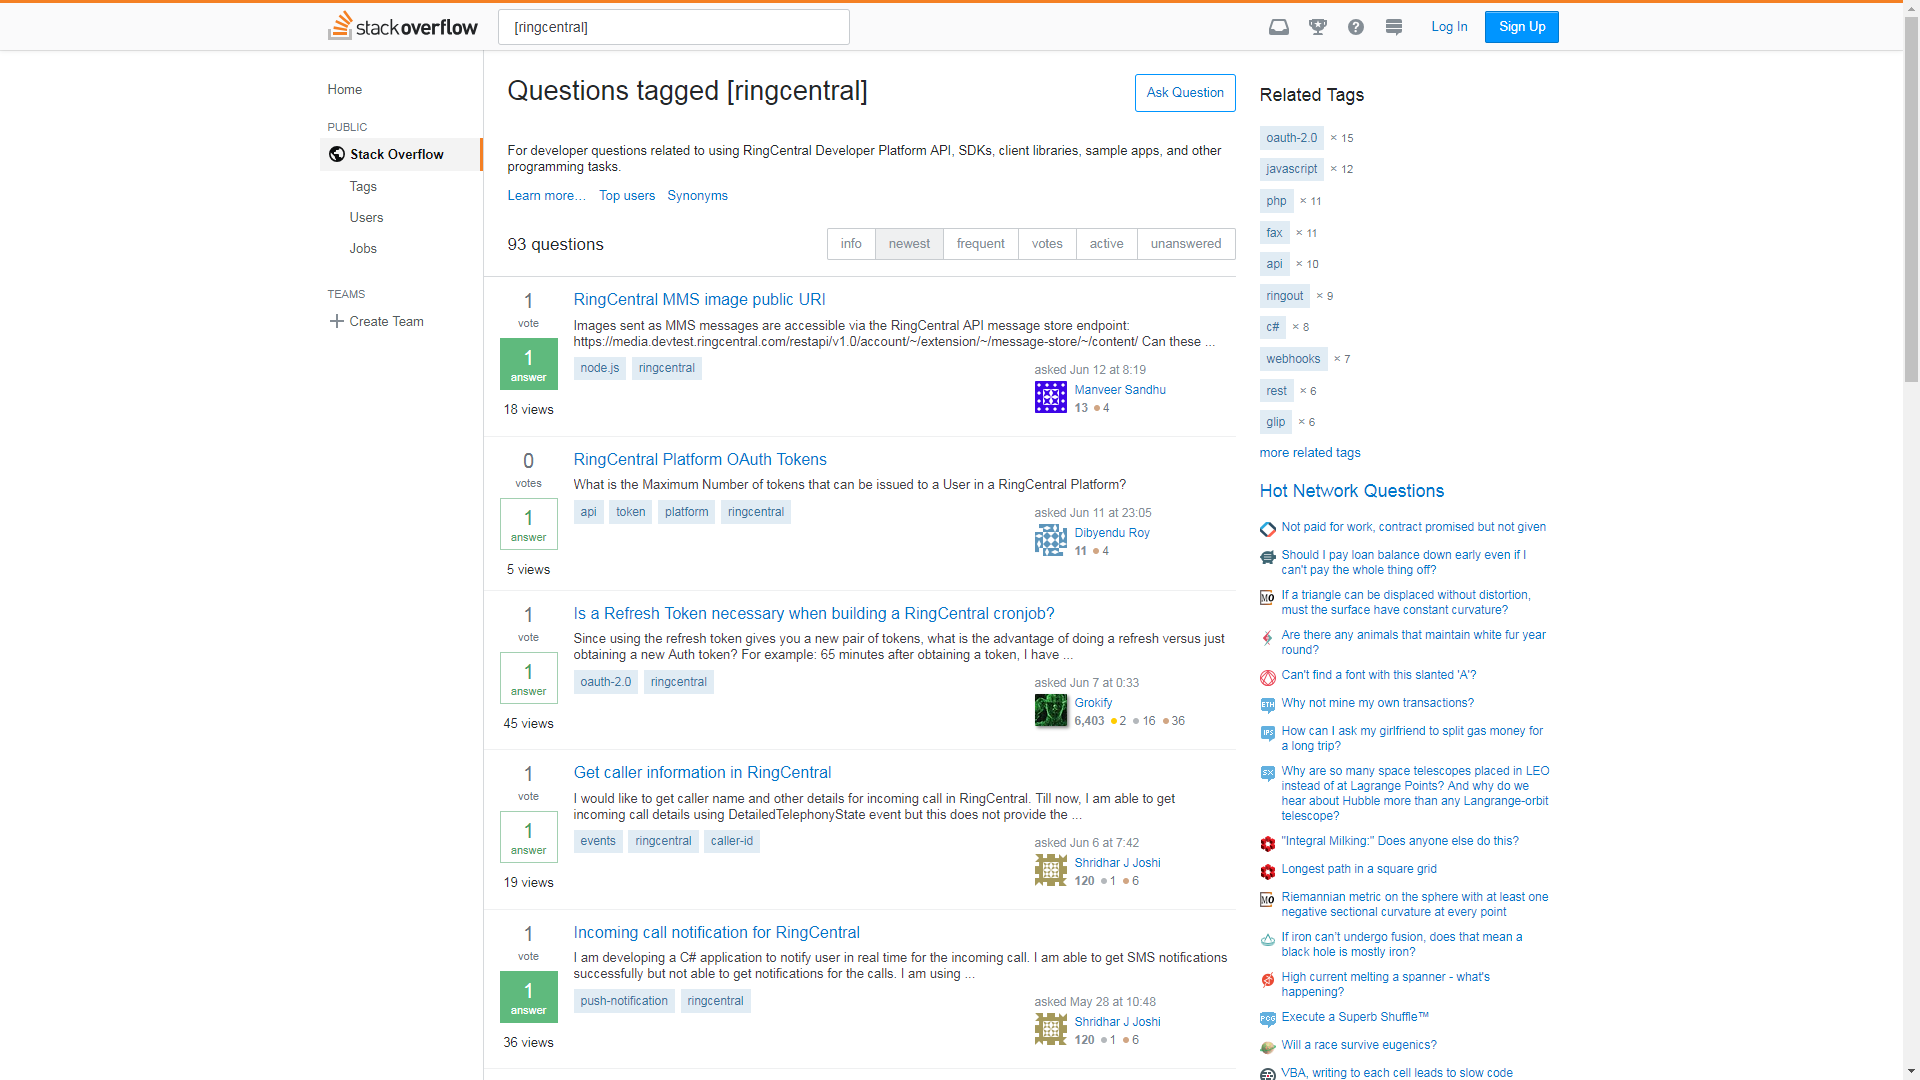 stackoverflow
[ringcentral]
Log In
Sign Up
Home
PUBLIC
Stack Overflow
Tags
Users
Jobs
TEAMS
Create Team
Questions tagged [ringcentral]
Ask Question
For developer questions related to using RingCentral Developer Platform API, SDKs, client libraries, sample apps, and other
programming tasks.
Learn more… Top users Synonyms
93 questions
info newest frequent votes active unanswered
1
vote
1
answer
18 views
RingCentral MMS image public URI
Images sent as MMS messages are accessible via the RingCentral API message store endpoint:
https://media.devtest.ringcentral.com/restapi/v1.0/account/~/extension/~/message-store/~/content/ Can these ...
node.js ringcentral
asked Jun 12 at 8:19
Manveer Sandhu
13 4
0
votes
1
answer
5 views
RingCentral Platform OAuth Tokens
What is the Maximum Number of tokens that can be issued to a User in a RingCentral Platform?
api token platform ringcentral
asked Jun 11 at 23:05
Dibyendu Roy
11 4
1
vote
1
answer
45 views
Is a Refresh Token necessary when building a RingCentral cronjob?
Since using the refresh token gives you a new pair of tokens, what is the advantage of doing a refresh versus just
obtaining a new Auth token? For example: 65 minutes after obtaining a token, I have ...
oauth-2.0 ringcentral
asked Jun 7 at 0:33
Grokify
6,403 2 16 36
1
vote
1
answer
19 views
Get caller information in RingCentral
I would like to get caller name and other details for incoming call in RingCentral. Till now, I am able to get
incoming call details using DetailedTelephonyState event but this does not provide the ...
events ringcentral caller-id
asked Jun 6 at 7:42
Shridhar J Joshi
120 1 6
1
vote
1
answer
36 views
Incoming call notification for RingCentral
I am developing a C# application to notify user in real time for the incoming call. I am able to get SMS notifications
successfully but not able to get notifications for the calls. I am using ...
push-notification ringcentral
asked May 28 at 10:48
Shridhar J Joshi
120 1 6
Related Tags
oauth-2.0 × 15
javascript × 12
php × 11
fax × 11
api × 10
ringout × 9
c# × 8
webhooks × 7
rest × 6
glip × 6
more related tags
Hot Network Questions
Not paid for work, contract promised but not given
Should I pay loan balance down early even if I
can't pay the whole thing off?
MO
If a triangle can be displaced without distortion,
must the surface have constant curvature?
Are there any animals that maintain white fur year
round?
Can't find a font with this slanted 'A'?
ETH
Why not mine my own transactions?
IPS
How can I ask my girlfriend to split gas money for
a long trip?
SX
Why are so many space telescopes placed in LEO
instead of at Lagrange Points? And why do we
hear about Hubble more than any Langrange-orbit
telescope?
"Integral Milking:" Does anyone else do this?
Longest path in a square grid
MO
Riemannian metric on the sphere with at least one
negative sectional curvature at every point
If iron can’t undergo fusion, does that mean a
black hole is mostly iron?
High current melting a spanner - what's
happening?
PCG
Execute a Superb Shuffle™
Will a race survive eugenics?
VBA, writing to each cell leads to slow code